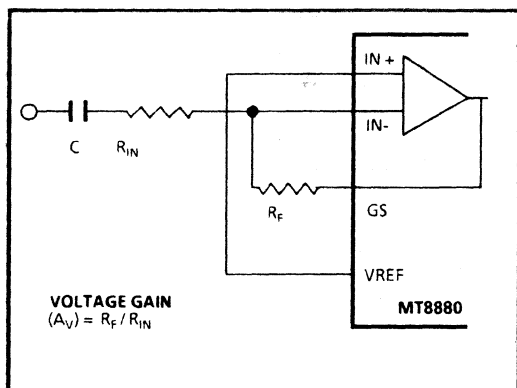 IN +
IN-
C
R_IN
R_F
GS
VREF
VOLTAGE GAIN
(A_V) = R_F / R_IN
MT8880